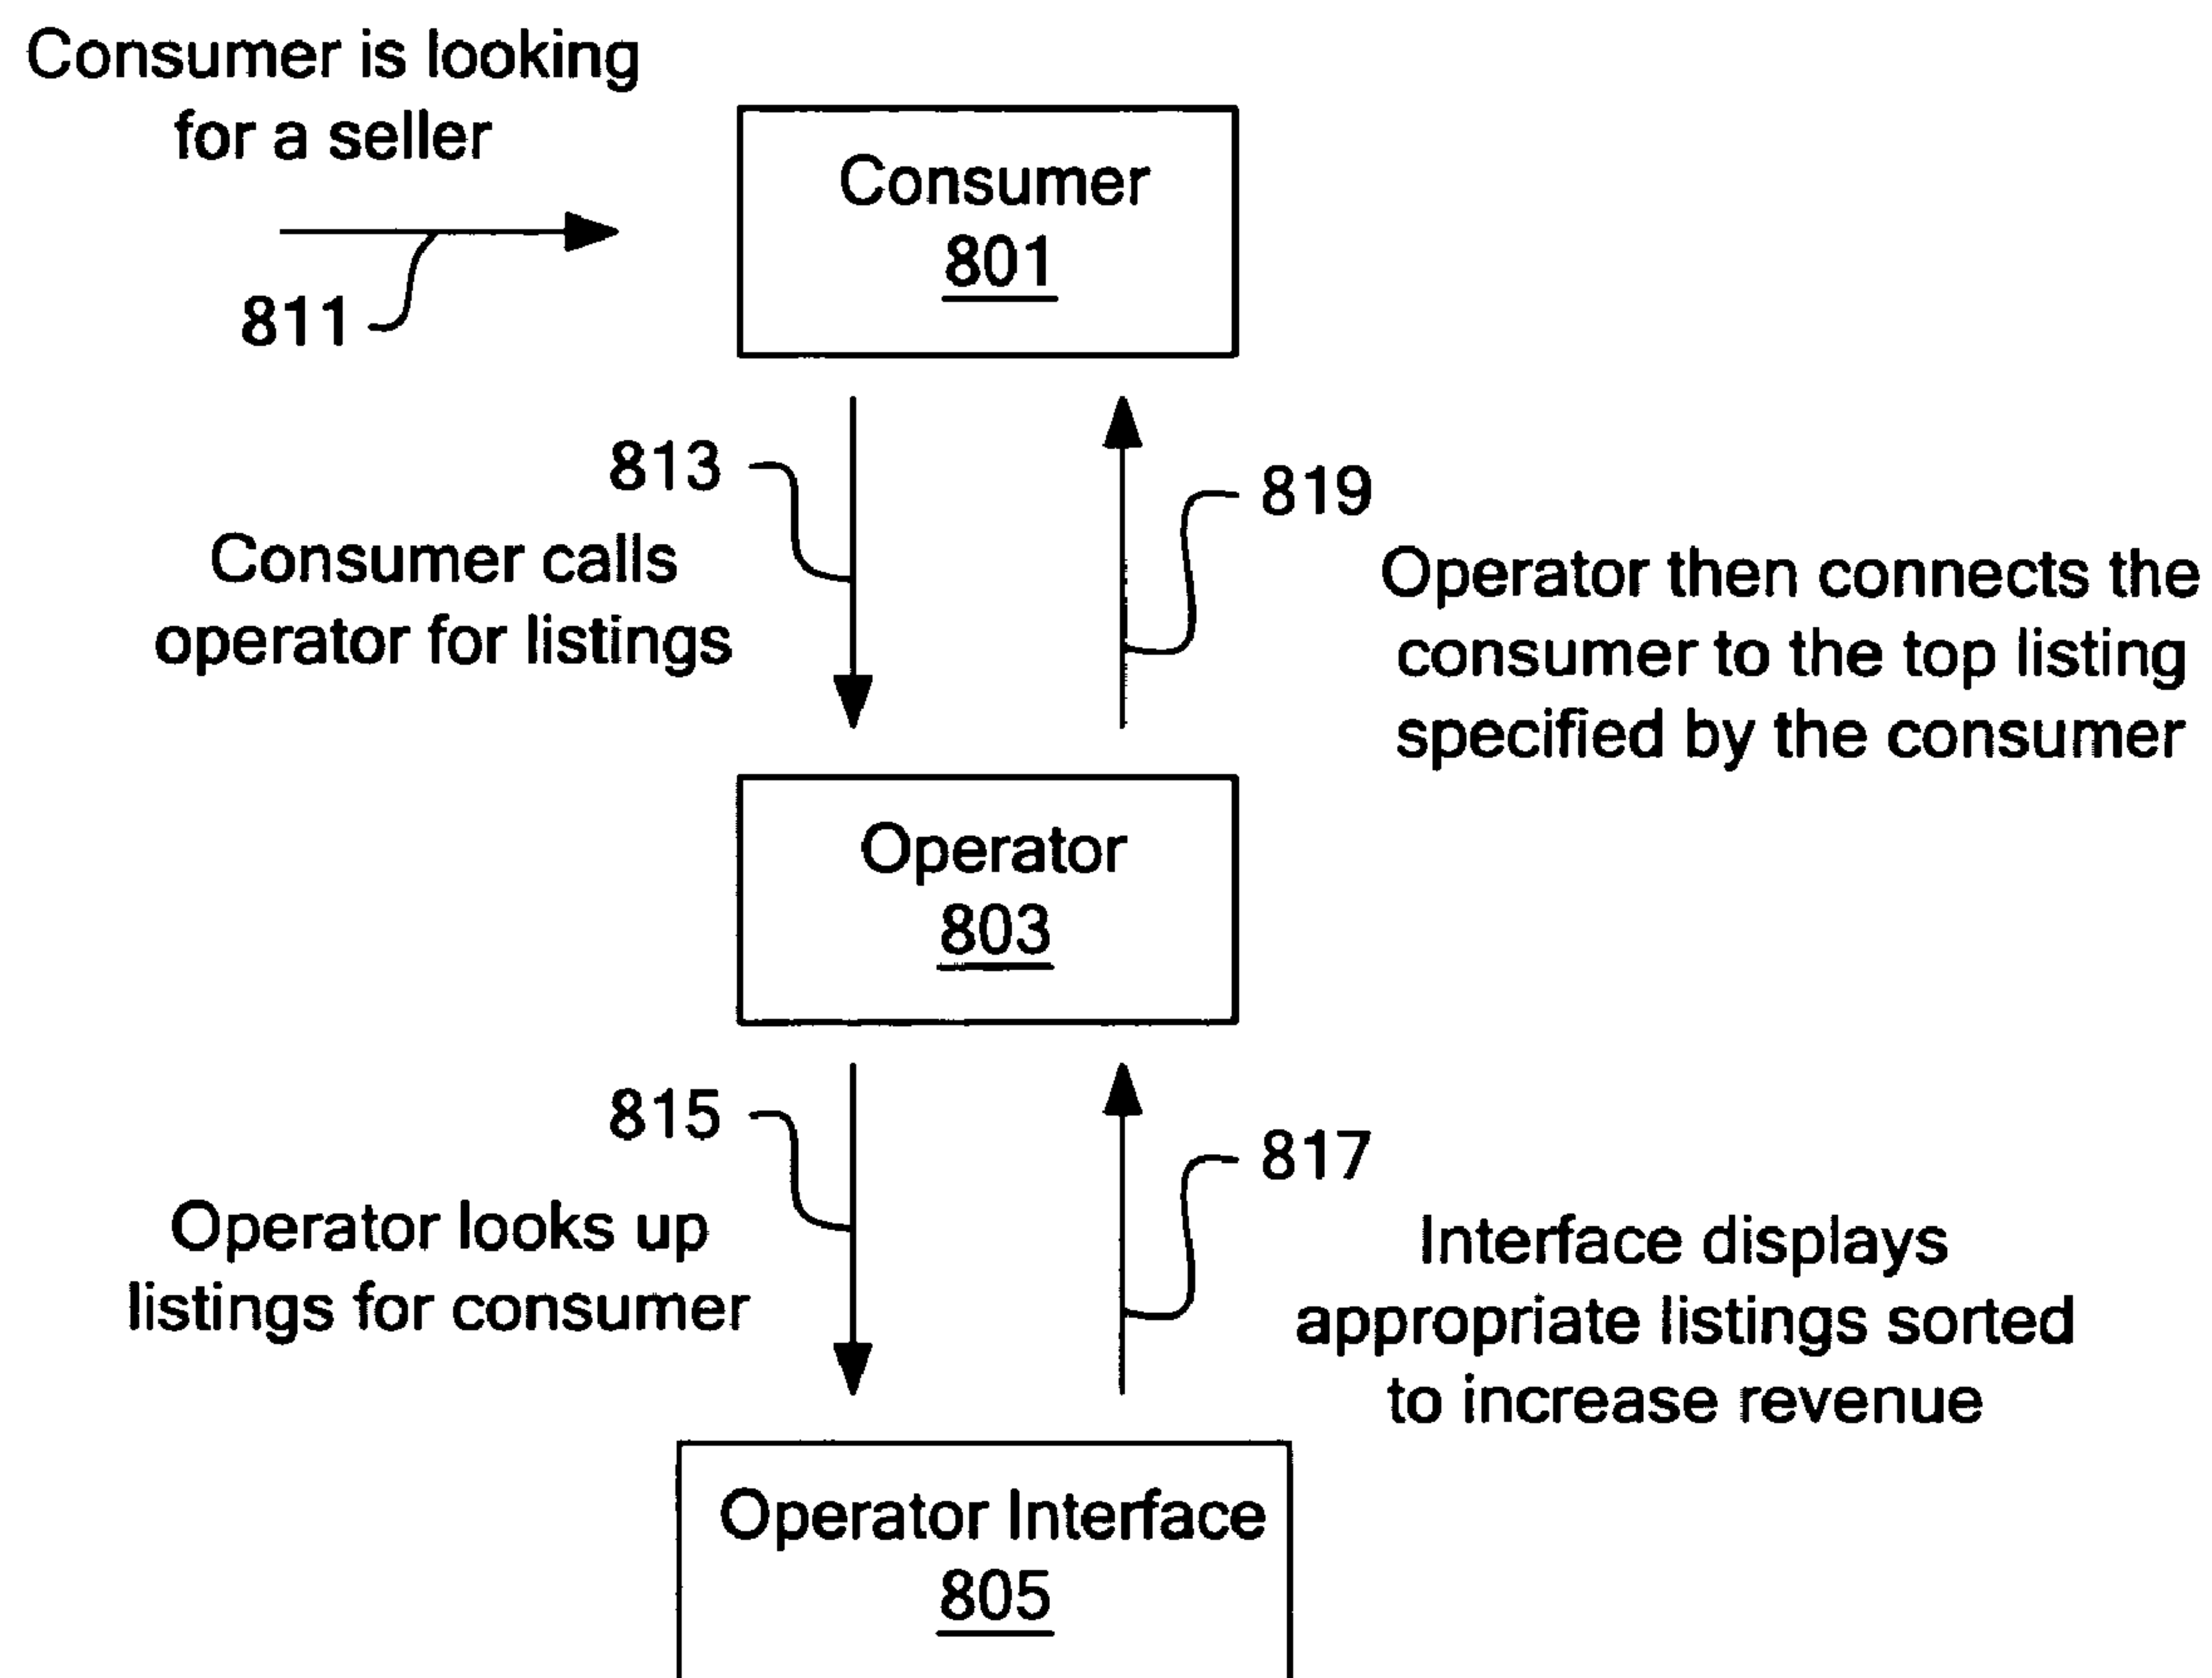 Consumer is looking
for a seller
811
Consumer
801
813
Consumer calls
operator for listings
819
Operator then connects the
consumer to the top listing
specified by the consumer
Operator
803
815
Operator looks up
listings for consumer
817
Interface displays
appropriate listings sorted
to increase revenue
Operator Interface
805